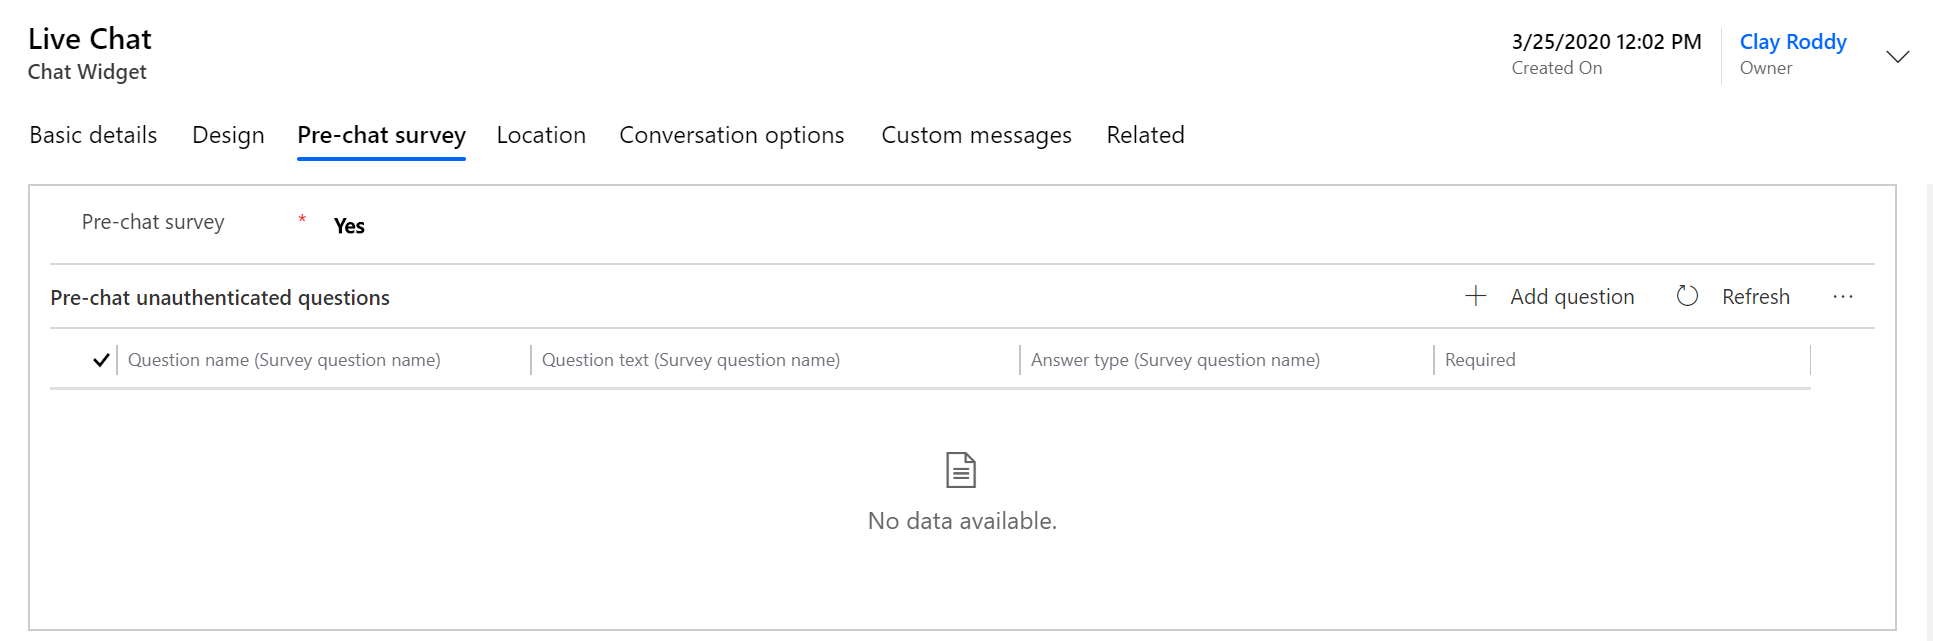 Live Chat
Chat Widget
3/25/2020 12:02 PM
Created On
Clay Roddy
Owner
Basic details Design Pre-chat survey Location Conversation options Custom messages Related
Pre-chat survey * Yes
Pre-chat unauthenticated questions Add question Refresh ...
Question name (Survey question name) Question text (Survey question name) Answer type (Survey question name) Required
No data available.